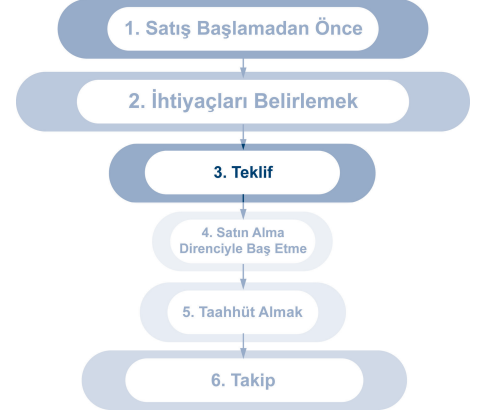 1. Satış Başlamadan Önce
2. İhtiyaçları Belirlemek
3. Teklif
4. Satın Alma
Direnciyle Baş Etme
5. Taahhüt Almak
6. Takip